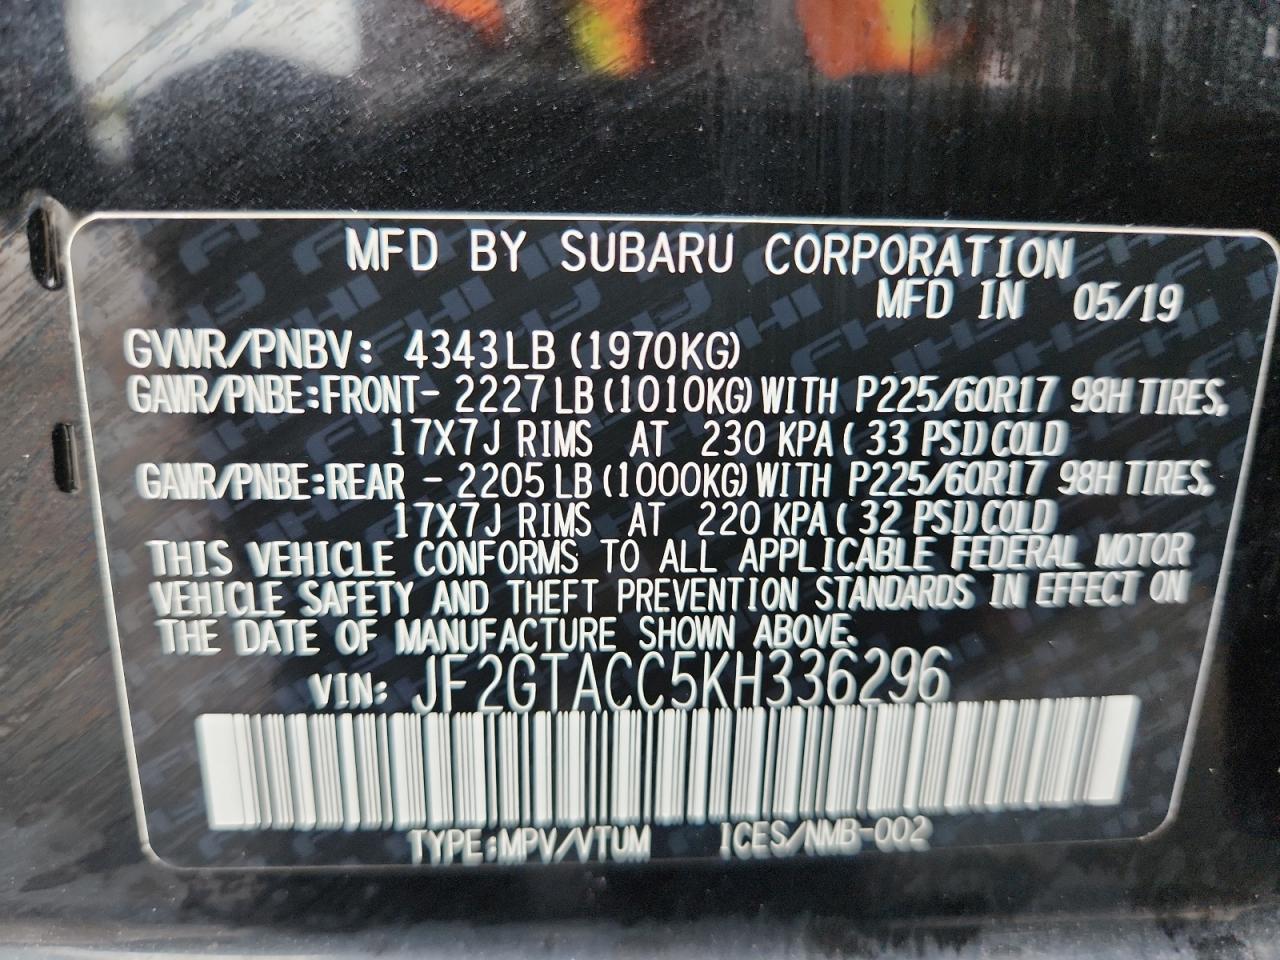 MFD BY SUBARU CORPORATION
MFD IN 05/19
GVWR/PNBV: 4343LB (1970KG)
GAWR/PNBE:FRONT- 2227LB(1010KG)WITH P225/60R17 98H TIRES,
17X7J RIMS AT 230 KPA( 33 PSI)COLD
GAWR/PNBE:REAR - 2205LB(1000KG)WITH P225/60R17 98H TIRES,
17X7J RIMS AT 220 KPA( 32 PSI)COLD
THIS VEHICLE CONFORMS TO ALL APPLICABLE FEDERAL MOTOR
VEHICLE SAFETY AND THEFT PREVENTION STANDARDS IN EFFECT ON
THE DATE OF MANUFACTURE SHOWN ABOVE.
VIN: JF2GTACC5KH336296
TYPE:MPV/VTUM ICES/NMB-002